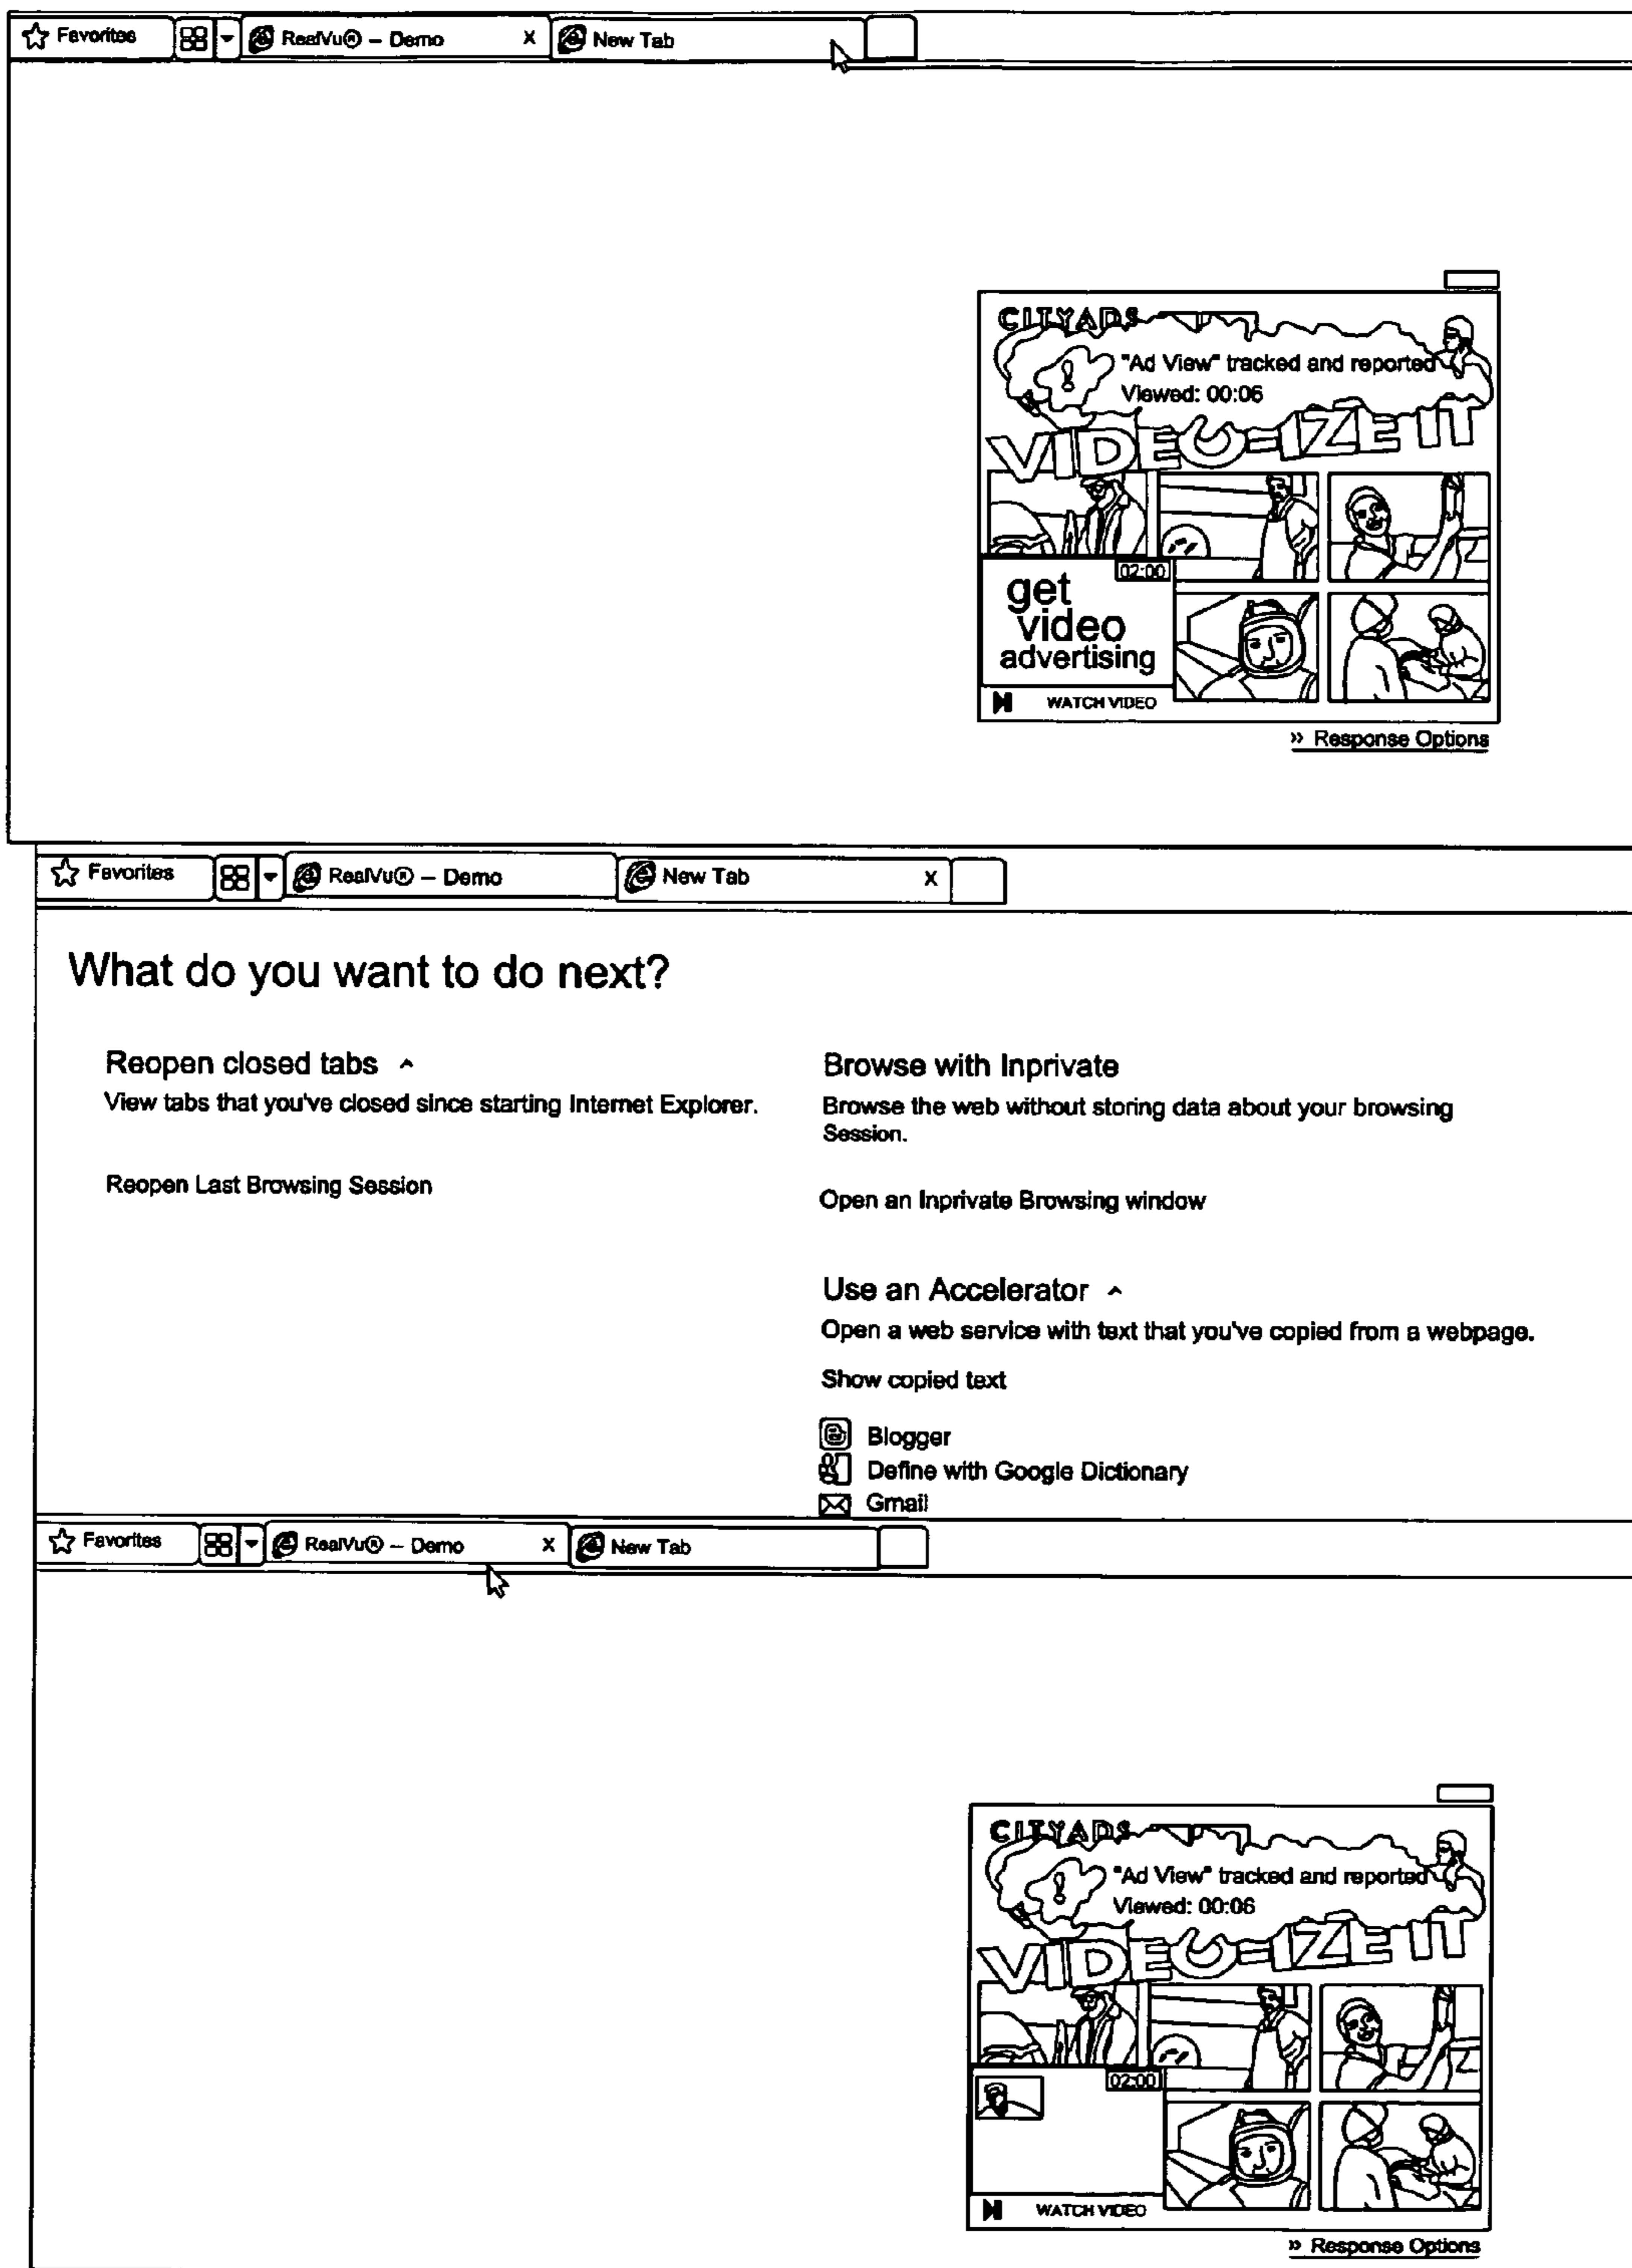 Favorites RealVu® – Demo X New Tab
CITYADS
!
"Ad View" tracked and reported
Viewed: 00:06
VIDEO-IZE IT
02:00
get
video
advertising
WATCH VIDEO
» Response Options
Favorites RealVu® – Demo New Tab X
What do you want to do next?
Reopen closed tabs ^
View tabs that you've closed since starting Internet Explorer.
Reopen Last Browsing Session
Browse with Inprivate
Browse the web without storing data about your browsing
Session.
Open an Inprivate Browsing window
Use an Accelerator ^
Open a web service with text that you've copied from a webpage.
Show copied text
Blogger
Define with Google Dictionary
Gmail
Favorites RealVu® – Demo X New Tab
CITYADS
!
"Ad View" tracked and reported
Viewed: 00:06
VIDEO-IZE IT
02:00
WATCH VIDEO
» Response Options